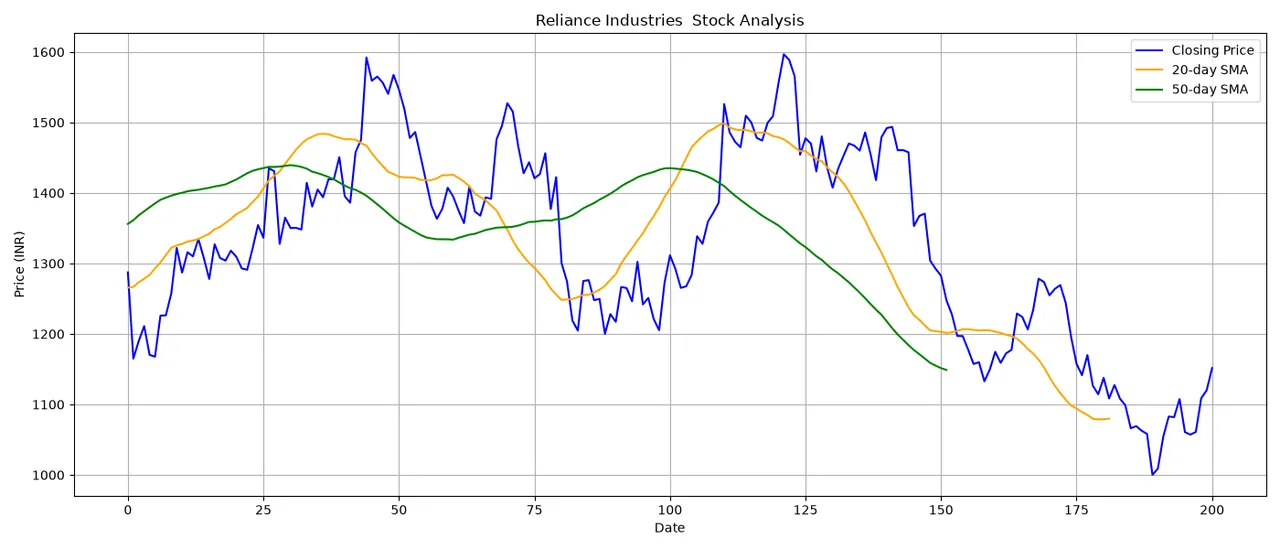 Reliance Industries  Stock Analysis
Closing Price
20-day SMA
50-day SMA
Price (INR)
1600
1500
1400
1300
1200
1100
1000
0 25 50 75 100 125 150 175 200
Date